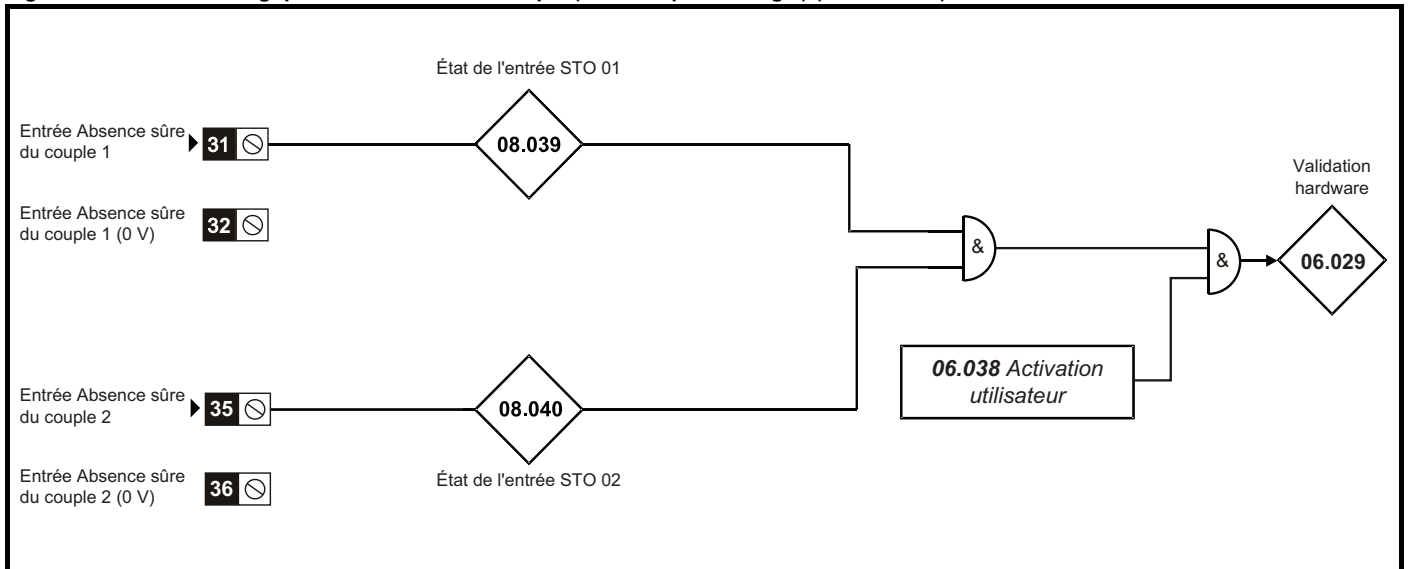 État de l'entrée STO 01
Entrée Absence sûre
du couple 1
31
08.039
Entrée Absence sûre
du couple 1 (0 V)
32
Validation
hardware
&
&
06.029
06.038 Activation
utilisateur
Entrée Absence sûre
du couple 2
35
08.040
Entrée Absence sûre
du couple 2 (0 V)
36
État de l'entrée STO 02